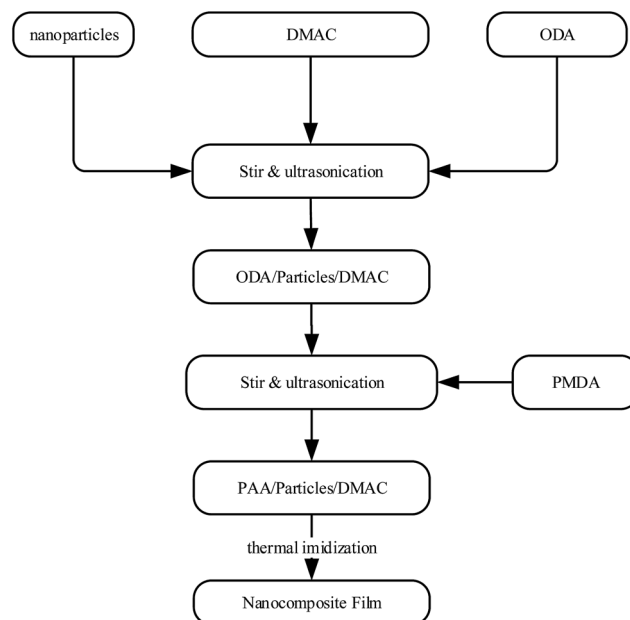 nanoparticles
DMAC
ODA
Stir & ultrasonication
ODA/Particles/DMAC
Stir & ultrasonication
PMDA
PAA/Particles/DMAC
thermal imidization
Nanocomposite Film